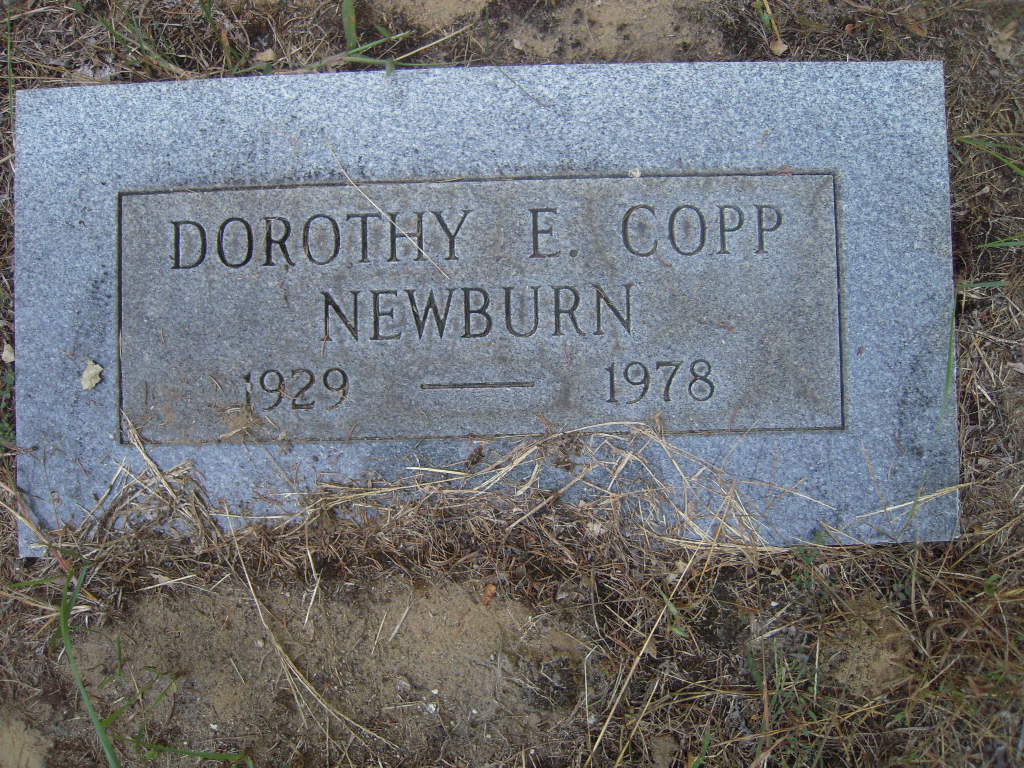 DOROTHY E. COPP
NEWBURN
1929 — 1978